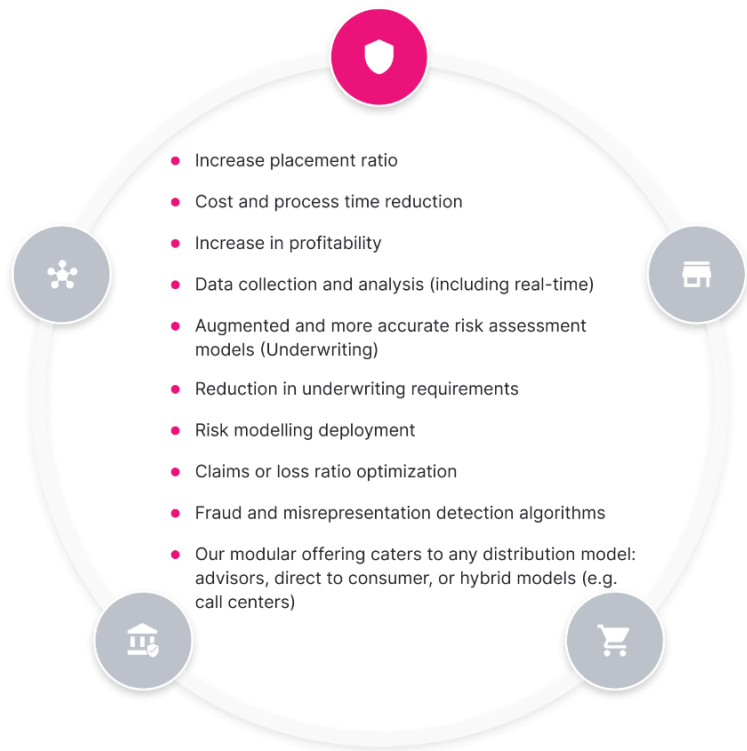 Increase placement ratio
Cost and process time reduction
Increase in profitability
Data collection and analysis (including real-time)
Augmented and more accurate risk assessment
models (Underwriting)
Reduction in underwriting requirements
Risk modelling deployment
Claims or loss ratio optimization
Fraud and misrepresentation detection algorithms
Our modular offering caters to any distribution model:
advisors, direct to consumer, or hybrid models (e.g.
call centers)